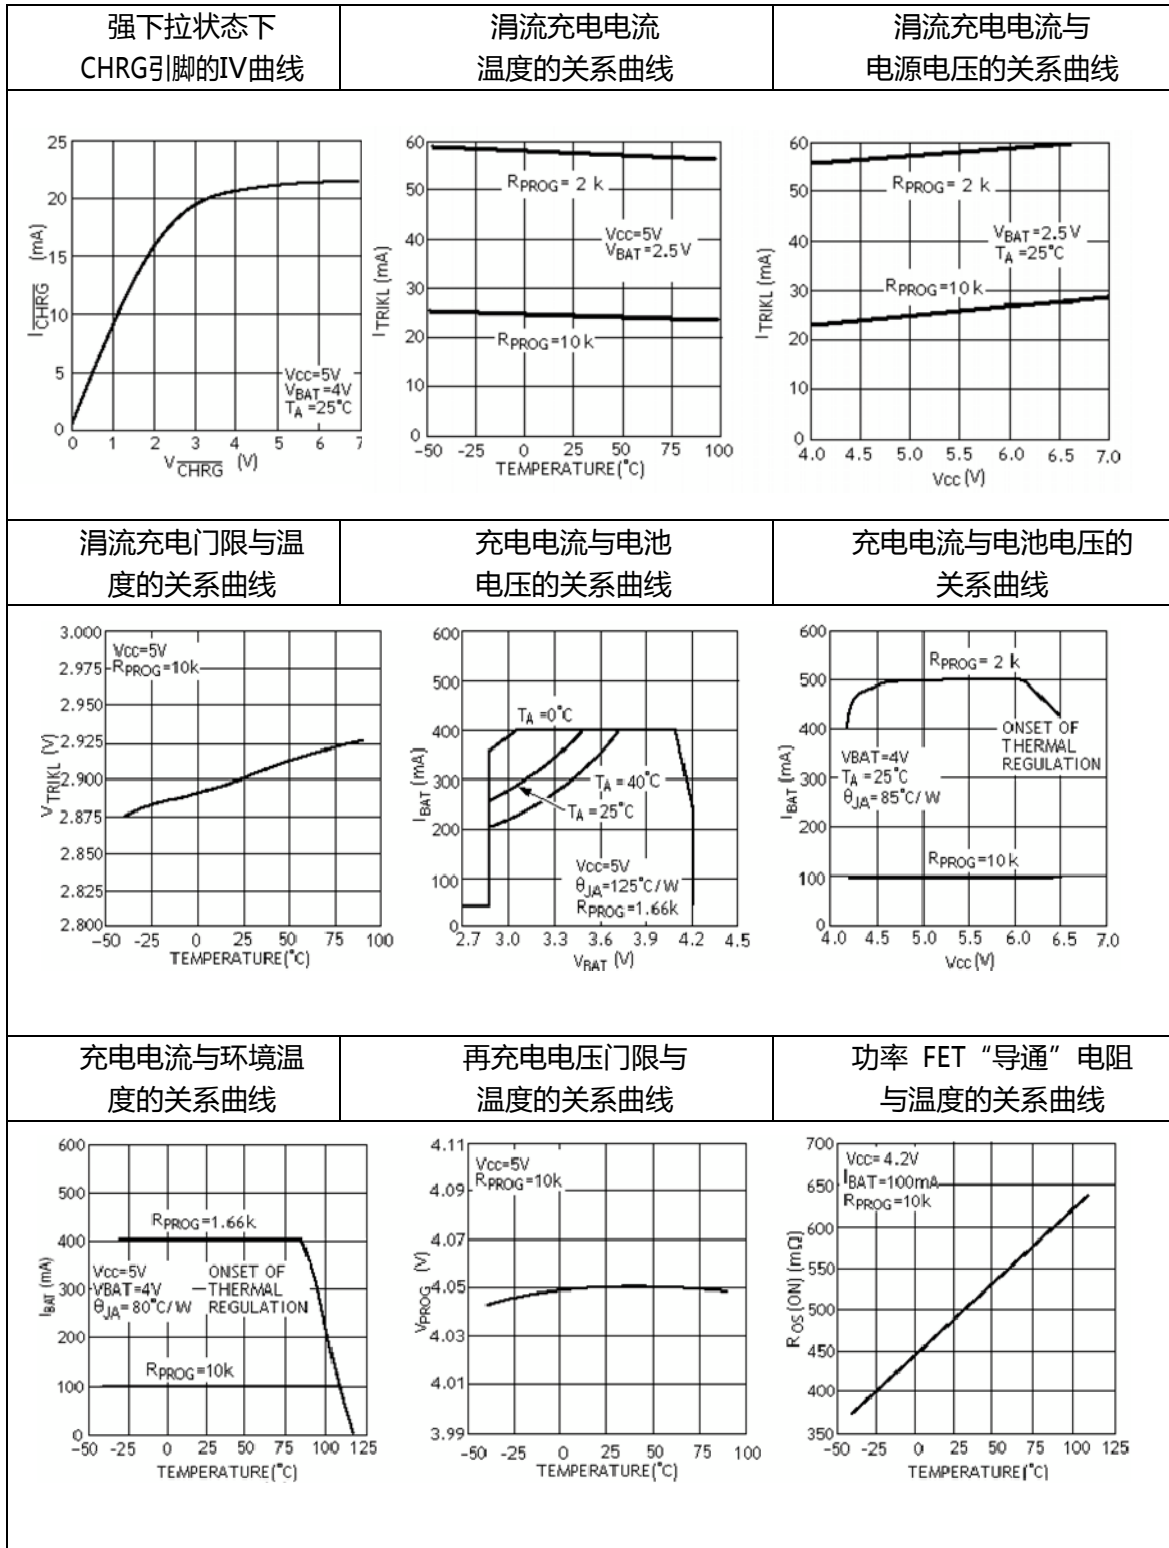 强下拉状态下
CHRG引脚的IV曲线
涓流充电电流
温度的关系曲线
涓流充电电流与
电源电压的关系曲线
25
20
15
10
5
0
0 1 2 3 4 5 6 7
I CHRG (mA)
Vcc=5V
VBAT=4V
TA=25°C
V CHRG (V)
60
50
40
30
20
10
0
ITRIKL (mA)
RPROG= 2 k
Vcc=5V
VBAT=2.5V
RPROG=10k
-50 -25 0 25 50 75 100
TEMPERATURE(°C)
60
50
40
30
20
10
0
ITRIKL (mA)
RPROG= 2 k
VBAT=2.5V
TA=25°C
RPROG=10k
4.0 4.5 5.0 5.5 6.0 6.5 7.0
Vcc(V)
涓流充电门限与温
度的关系曲线
充电电流与电池
电压的关系曲线
充电电流与电池电压的
关系曲线
3.000
2.975
2.950
2.925
2.900
2.875
2.850
2.825
2.800
VTRIKL (V)
Vcc=5V
RPROG=10k
-50 -25 0 25 50 75 100
TEMPERATURE(°C)
600
500
400
300
200
100
0
IBAT (mA)
TA=0°C
TA=40°C
TA=25°C
Vcc=5V
θJA=125°C/W
RPROG=1.66k
2.7 3.0 3.3 3.6 3.9 4.2 4.5
VBAT (V)
600
500
400
300
200
100
0
IBAT (mA)
RPROG= 2 k
ONSET OF
THERMAL
REGULATION
VBAT=4V
TA=25°C
θJA=85°C/W
RPROG=10k
4.0 4.5 5.0 5.5 6.0 6.5 7.0
Vcc(V)
充电电流与环境温
度的关系曲线
再充电电压门限与
温度的关系曲线
功率 FET“导通”电阻
与温度的关系曲线
600
500
400
300
200
100
0
IBAT (mA)
RPROG=1.66k
Vcc=5V
VBAT=4V
θJA=80°C/W
ONSET OF
THERMAL
REGULATION
RPROG=10k
-50 -25 0 25 50 75 100 125
TEMPERATURE(°C)
4.11
4.09
4.07
4.05
4.03
4.01
3.99
VPROG (V)
Vcc=5V
RPROG=10k
-50 -25 0 25 50 75 100
TEMPERATURE(°C)
700
650
600
550
500
450
400
350
ROS(ON) (mΩ)
Vcc=4.2V
IBAT=100mA
RPROG=10k
-50 -25 0 25 50 75 100 125
TEMPERATURE(°C)